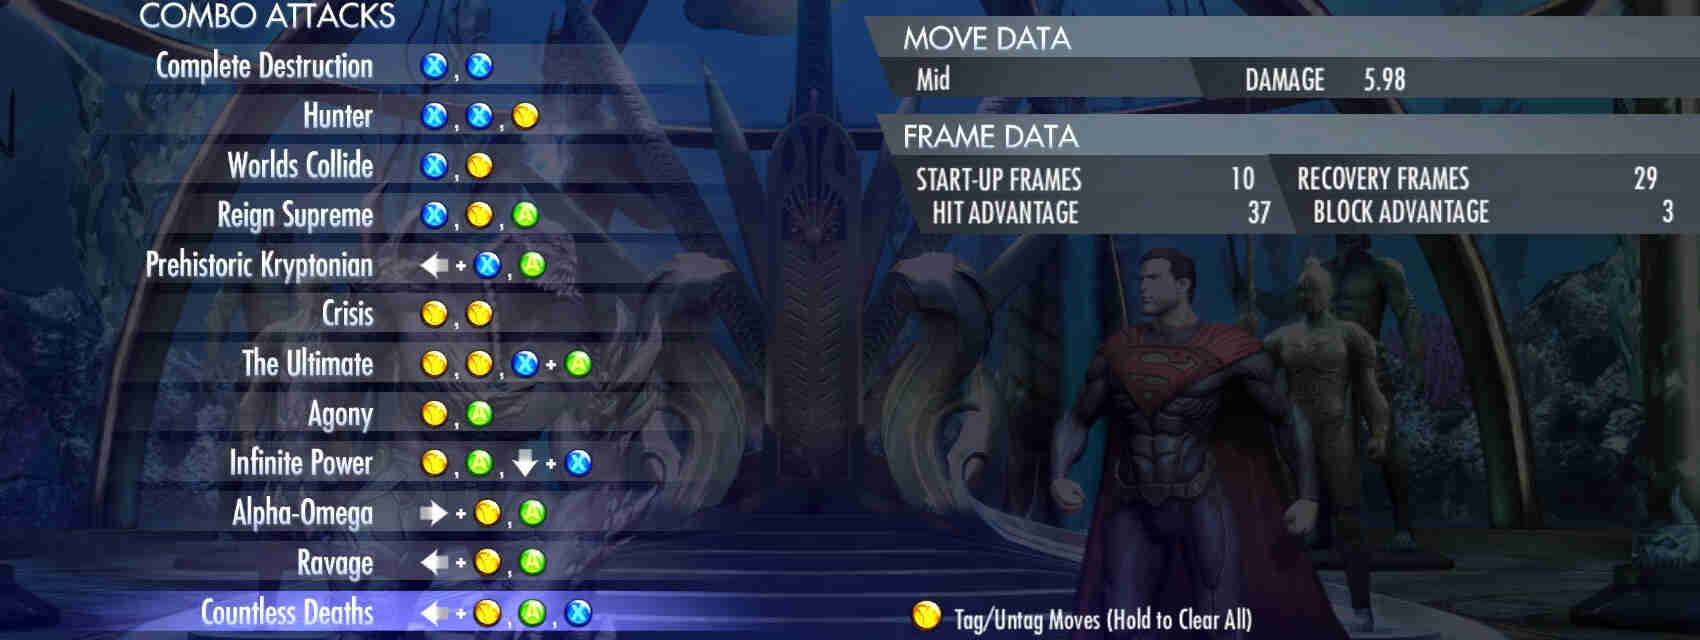 COMBO ATTACKS
Complete Destruction X , X
Hunter X , X , Y
Worlds Collide X , Y
Reign Supreme X , Y , A
Prehistoric Kryptonian + X , A
Crisis Y , Y
The Ultimate Y , Y , X + A
Agony Y , A
Infinite Power Y , A , + X
Alpha-Omega + Y , A
Ravage + Y , A
Countless Deaths + Y , A , X
MOVE DATA
Mid DAMAGE 5.98
FRAME DATA
START-UP FRAMES 10 RECOVERY FRAMES 29
HIT ADVANTAGE 37 BLOCK ADVANTAGE 3
Y Tag/Untag Moves (Hold to Clear All)